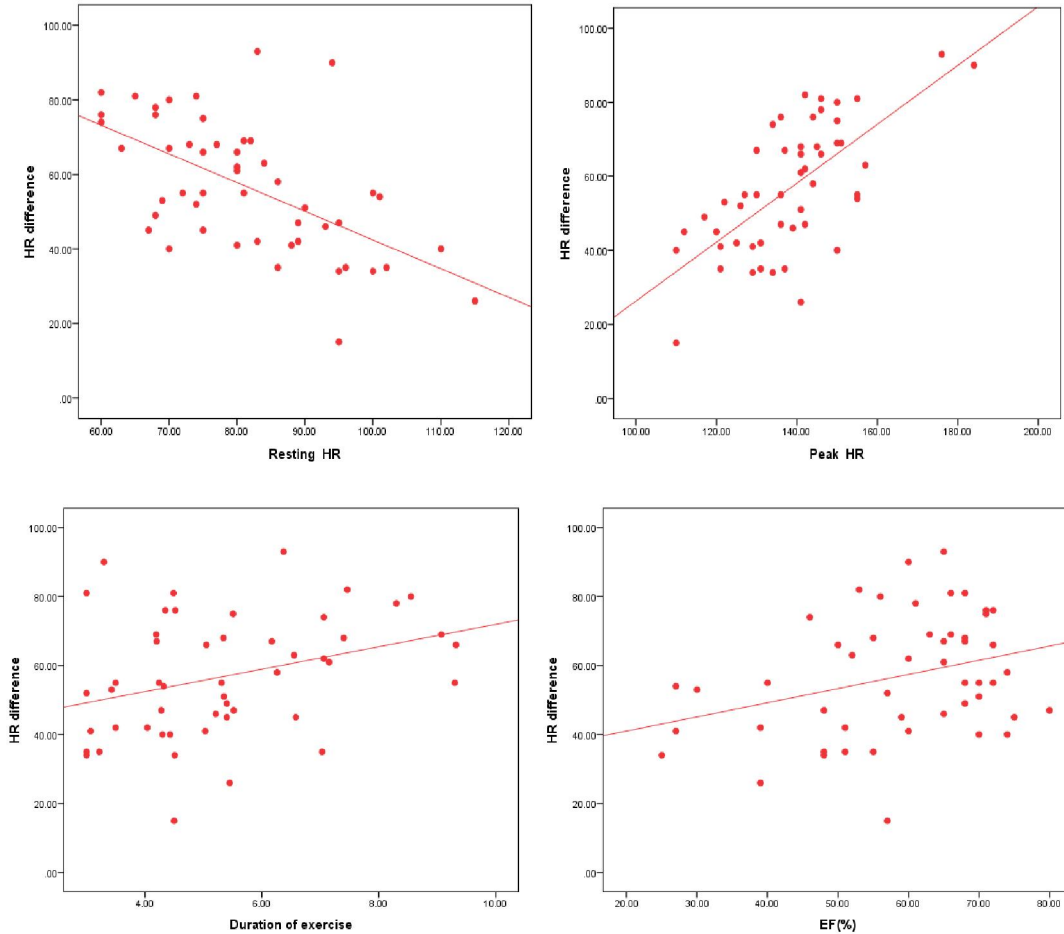 100.00
80.00
60.00
40.00
20.00
.00
HR difference
60.00 70.00 80.00 90.00 100.00 110.00 120.00
Resting HR
100.00
80.00
60.00
40.00
20.00
.00
HR difference
100.00 120.00 140.00 160.00 180.00 200.00
Peak HR
100.00
80.00
60.00
40.00
20.00
.00
HR difference
4.00 6.00 8.00 10.00
Duration of exercise
100.00
80.00
60.00
40.00
20.00
.00
HR difference
20.00 30.00 40.00 50.00 60.00 70.00 80.00
EF(%)